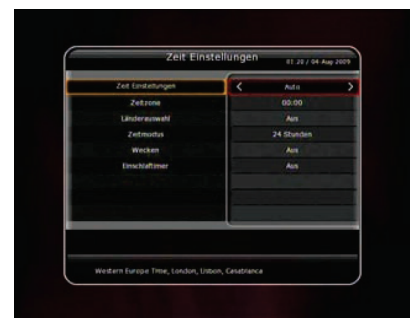 Zeit Einstellungen
01:20 / 04 Aug 2009
Zeit Einstellungen Auto
Zeitzone 00:00
Länderauswahl Aus
Zeitmodus 24 Stunden
Wecken Aus
Einschlaftimer Aus
Western Europe Time, London, Lisbon, Casablanca